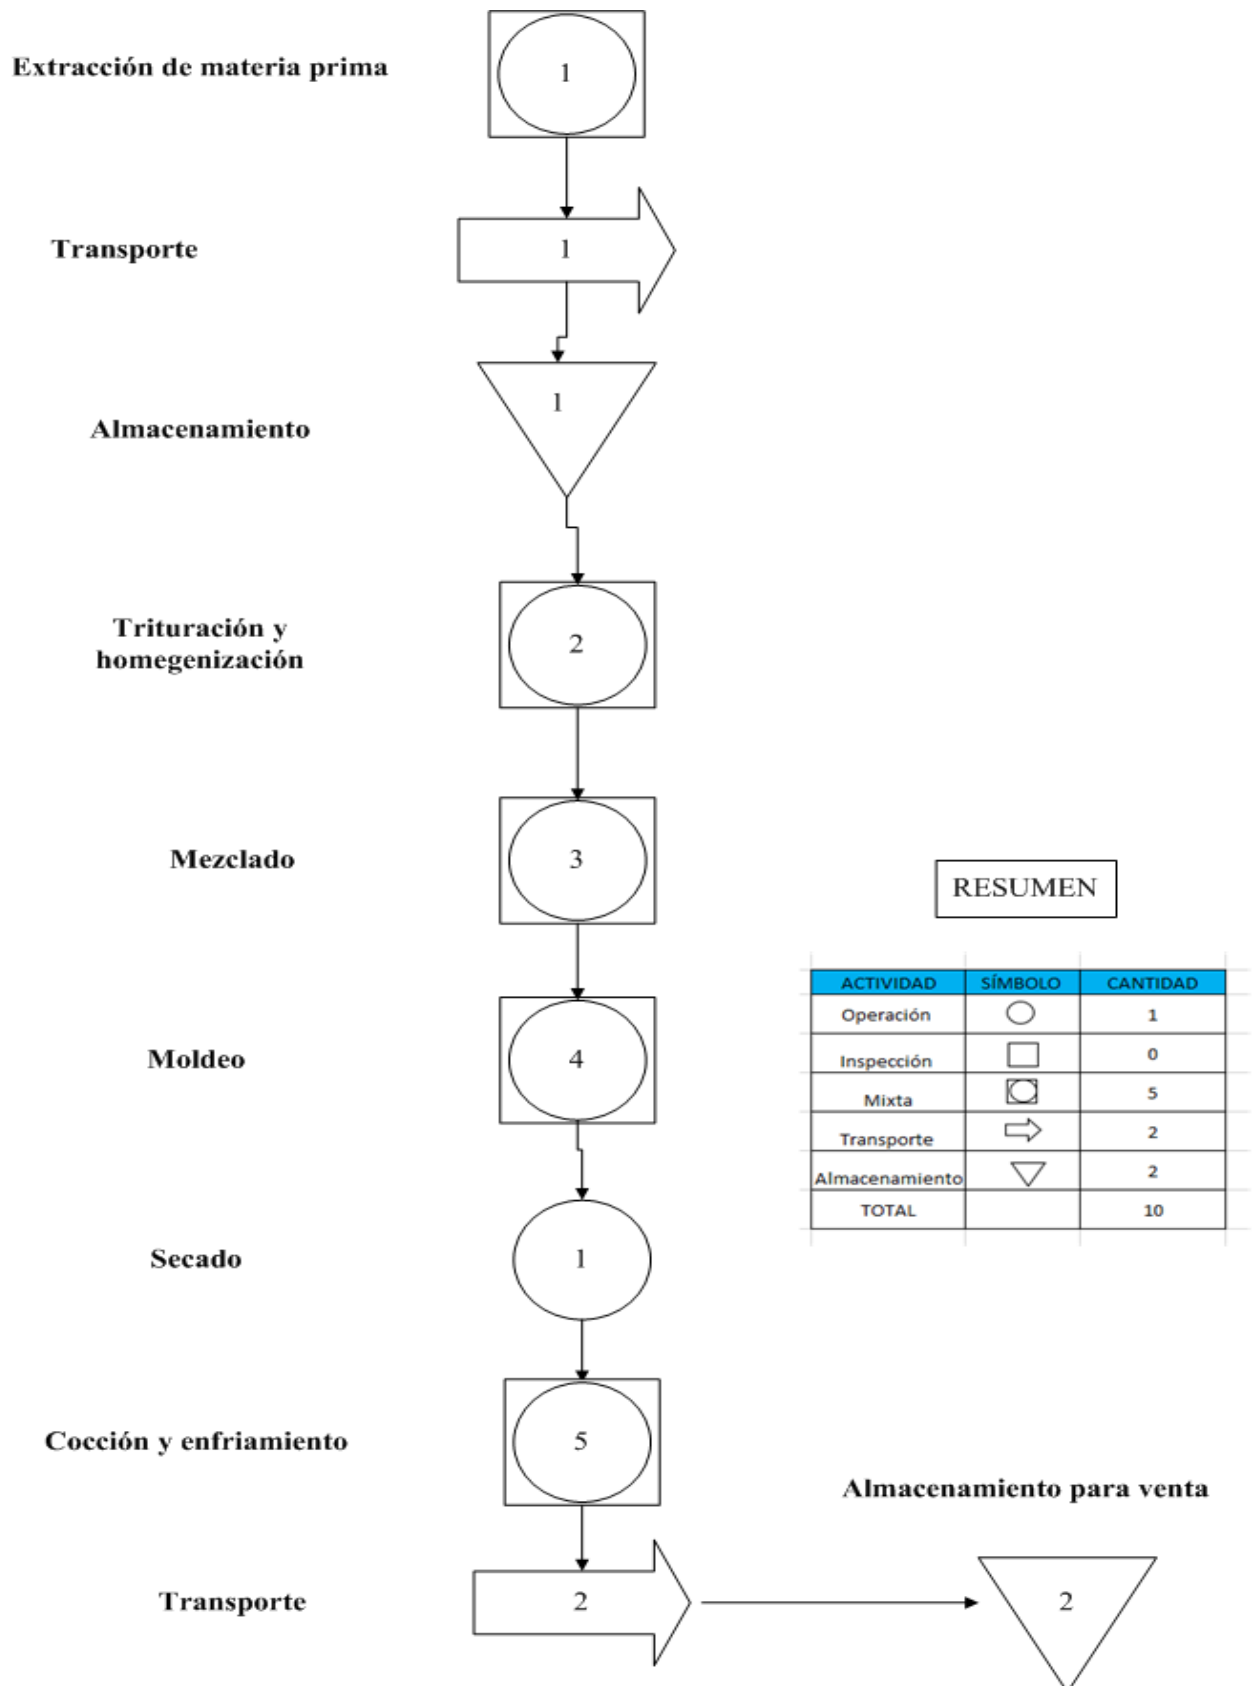 Extracción de materia prima
1
Transporte
1
Almacenamiento
1
Trituración y
homegenización
2
Mezclado
3
Moldeo
4
Secado
1
Cocción y enfriamiento
5
Transporte
2
Almacenamiento para venta
2
RESUMEN
ACTIVIDAD SÍMBOLO CANTIDAD
Operación 1
Inspección 0
Mixta 5
Transporte 2
Almacenamiento 2
TOTAL 10